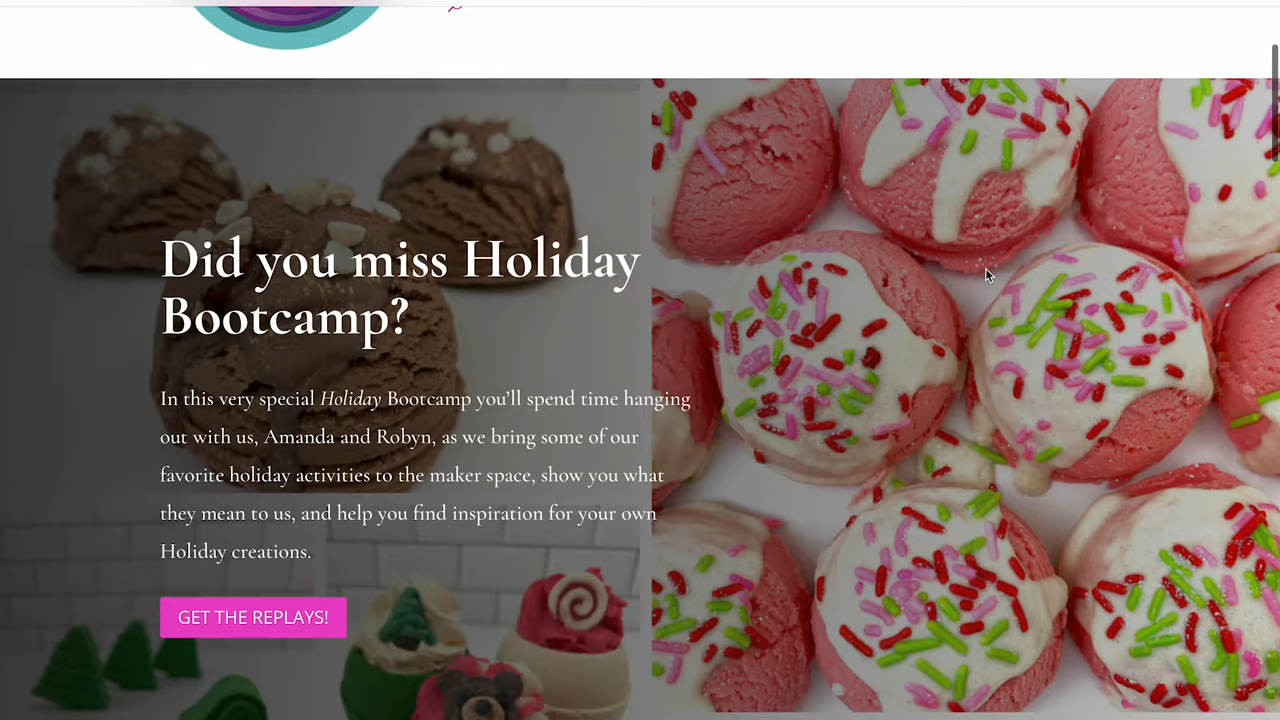 Did you miss Holiday
Bootcamp?
In this very special Holiday Bootcamp you’ll spend time hanging
out with us, Amanda and Robyn, as we bring some of our
favorite holiday activities to the maker space, show you what
they mean to us, and help you find inspiration for your own
Holiday creations.
GET THE REPLAYS!